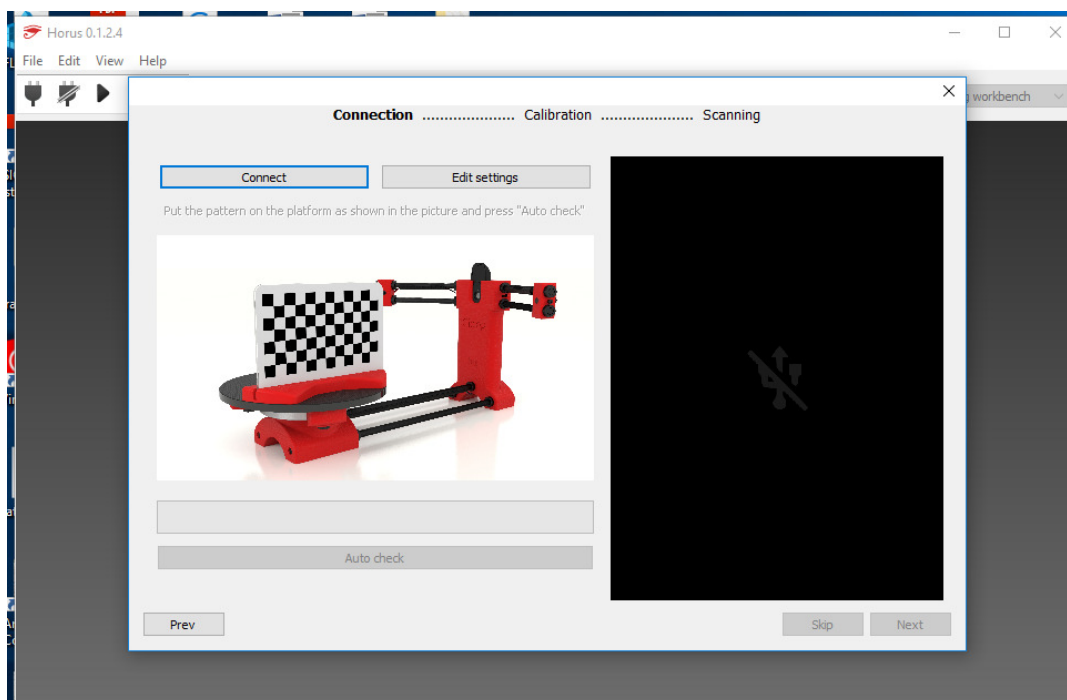 Horus 0.1.2.4
File Edit View Help
workbench
Connection ..................... Calibration ..................... Scanning
Connect Edit settings
Put the pattern on the platform as shown in the picture and press "Auto check"
Auto check
Prev Skip Next